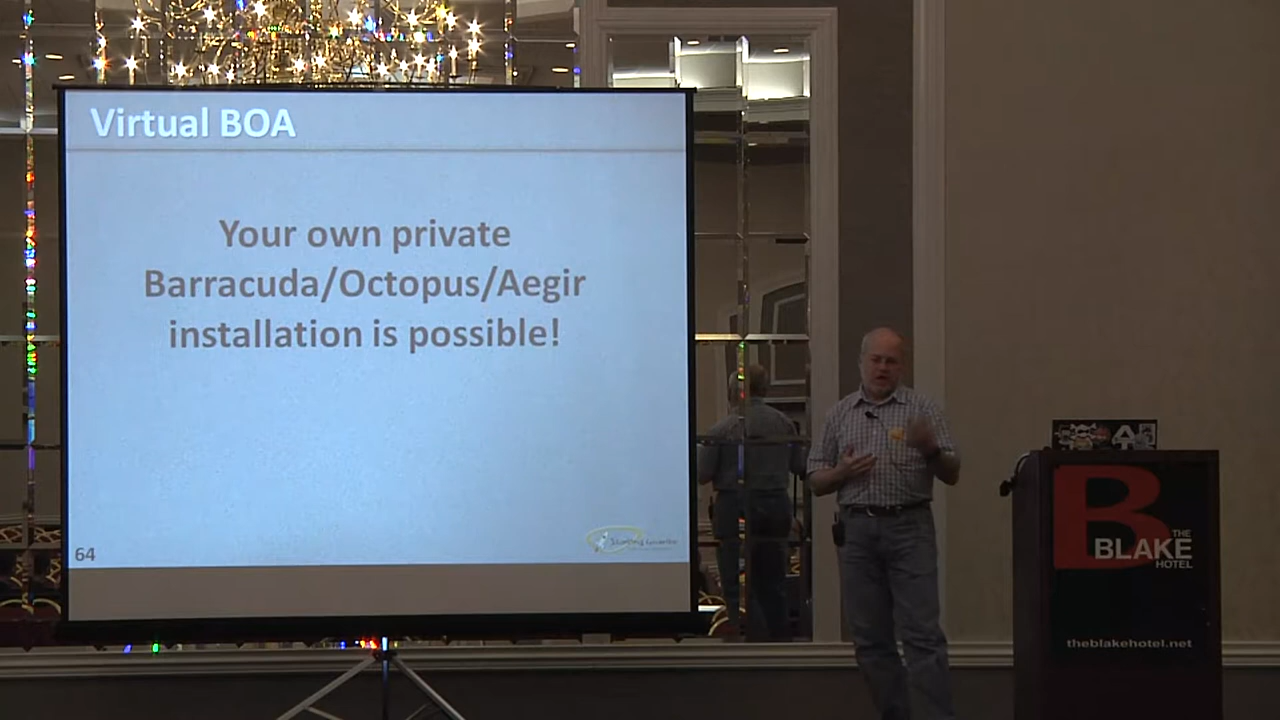 Virtual BOA
Your own private
Barracuda/Octopus/Aegir
installation is possible!
64
B
THE
BLAKE
HOTEL
theblakehotel.net